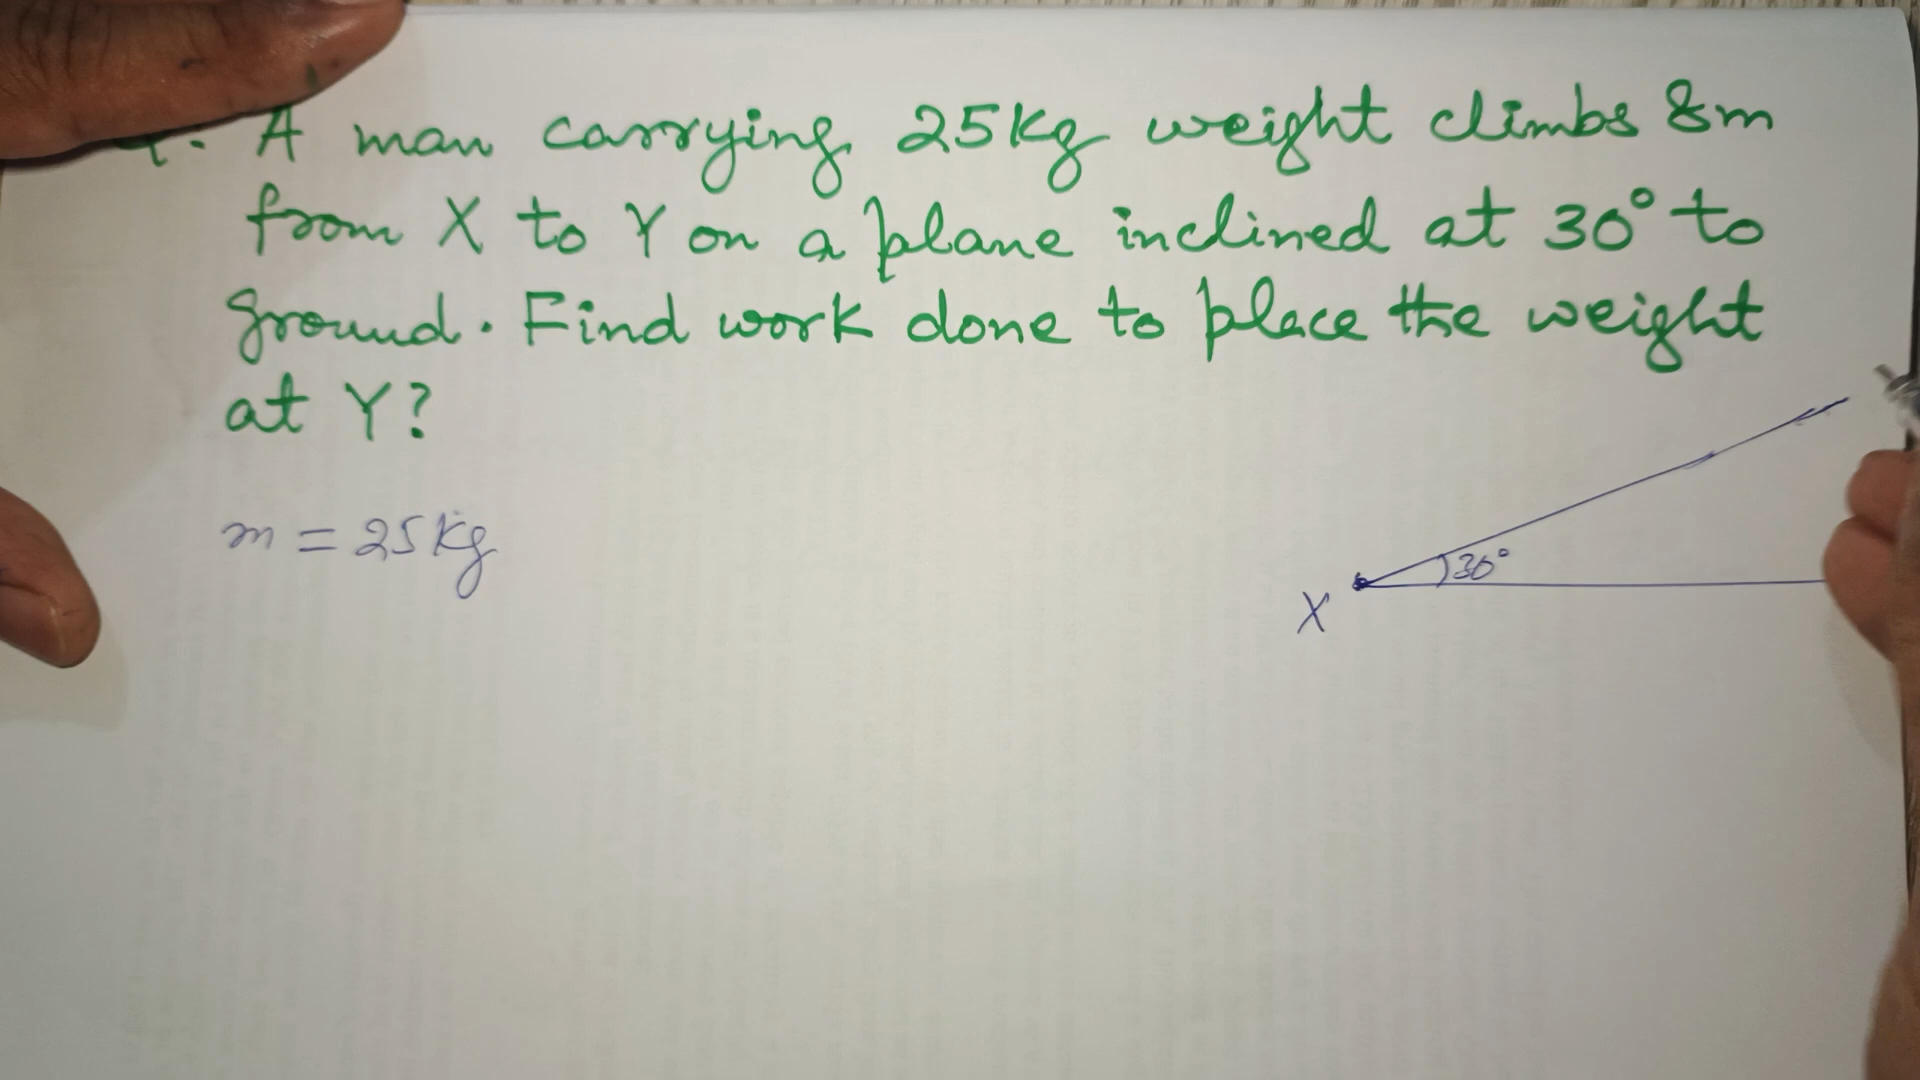 A man carrying 25kg weight climbs 8m
from X to Y on a plane inclined at 30° to
ground. Find work done to place the weight
at Y?
m = 25kg
30°
X